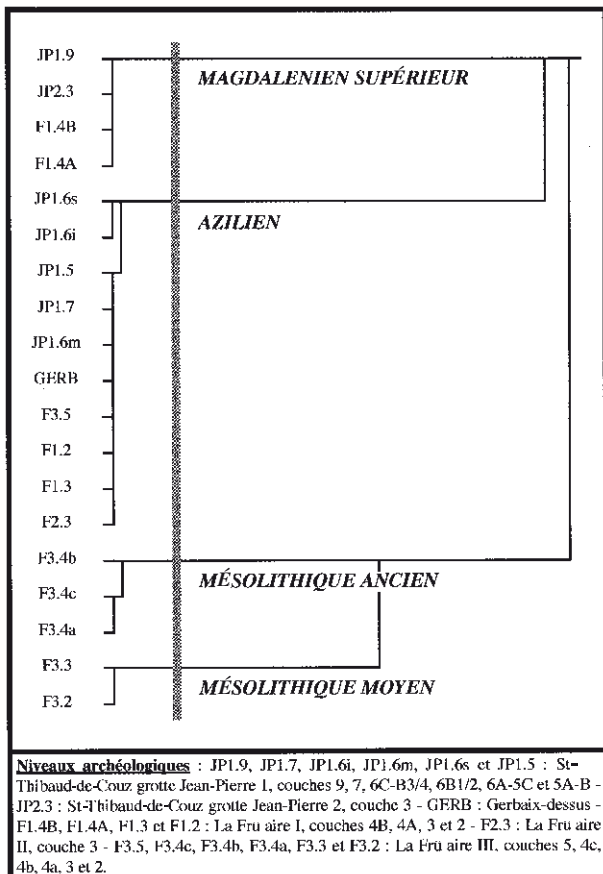 JP1.9
MAGDALENIEN SUPÉRIEUR
JP2.3
F1.4B
F1.4A
JP1.6s
AZILIEN
JP1.6i
JP1.5
JP1.7
JP1.6m
GERB
F3.5
F1.2
F1.3
F2.3
F3.4b
MÉSOLITHIQUE ANCIEN
F3.4c
F3.4a
F3.3
MÉSOLITHIQUE MOYEN
F3.2
Niveaux archéologiques : JP1.9, JP1.7, JP1.6i, JP1.6m, JP1.6s et JP1.5 : St-
Thibaud-de-Couz grotte Jean-Pierre 1, couches 9, 7, 6C-B3/4, 6B1/2, 6A-5C et 5A-B -
JP2.3 : St-Thibaud-de-Couz grotte Jean-Pierre 2, couche 3 - GERB : Gerbaix-dessus -
F1.4B, F1.4A, F1.3 et F1.2 : La Fru aire I, couches 4B, 4A, 3 et 2 - F2.3 : La Fru aire
II, couche 3 - F3.5, F3.4c, F3.4b, F3.4a, F3.3 et F3.2 : La Fru aire III, couches 5, 4c,
4b, 4a, 3 et 2.